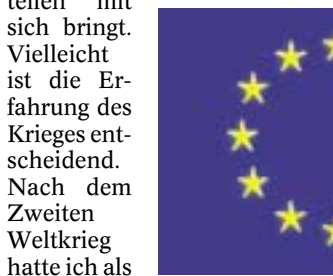 teilen mit
sich bringt.
Vielleicht
ist die Er-
fahrung des
Krieges ent-
scheidend.
Nach dem
Zweiten
Weltkrieg
hatte ich als